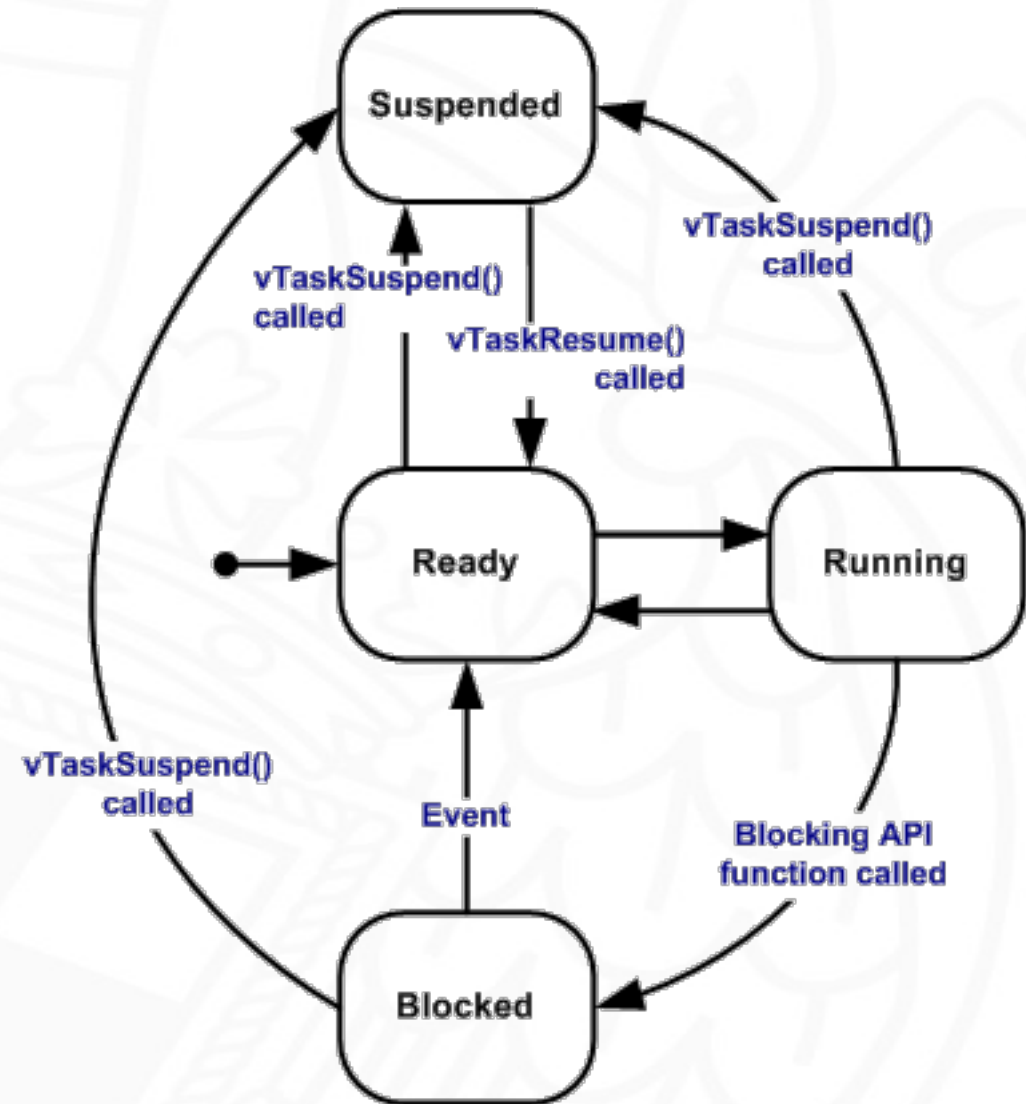 Suspended
vTaskSuspend()
called
vTaskSuspend()
called
vTaskResume()
called
Ready
Running
vTaskSuspend()
called
Event
Blocking API
function called
Blocked